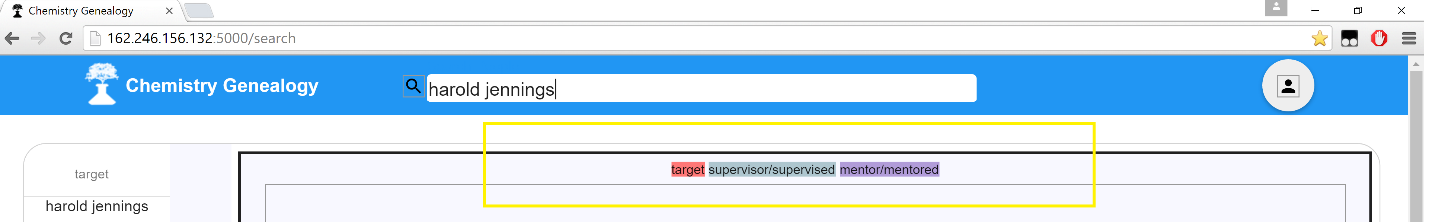 Chemistry Genealogy
162.246.156.132:5000/search
Chemistry Genealogy
harold jennings
target supervisor/supervised mentor/mentored
target
harold jennings